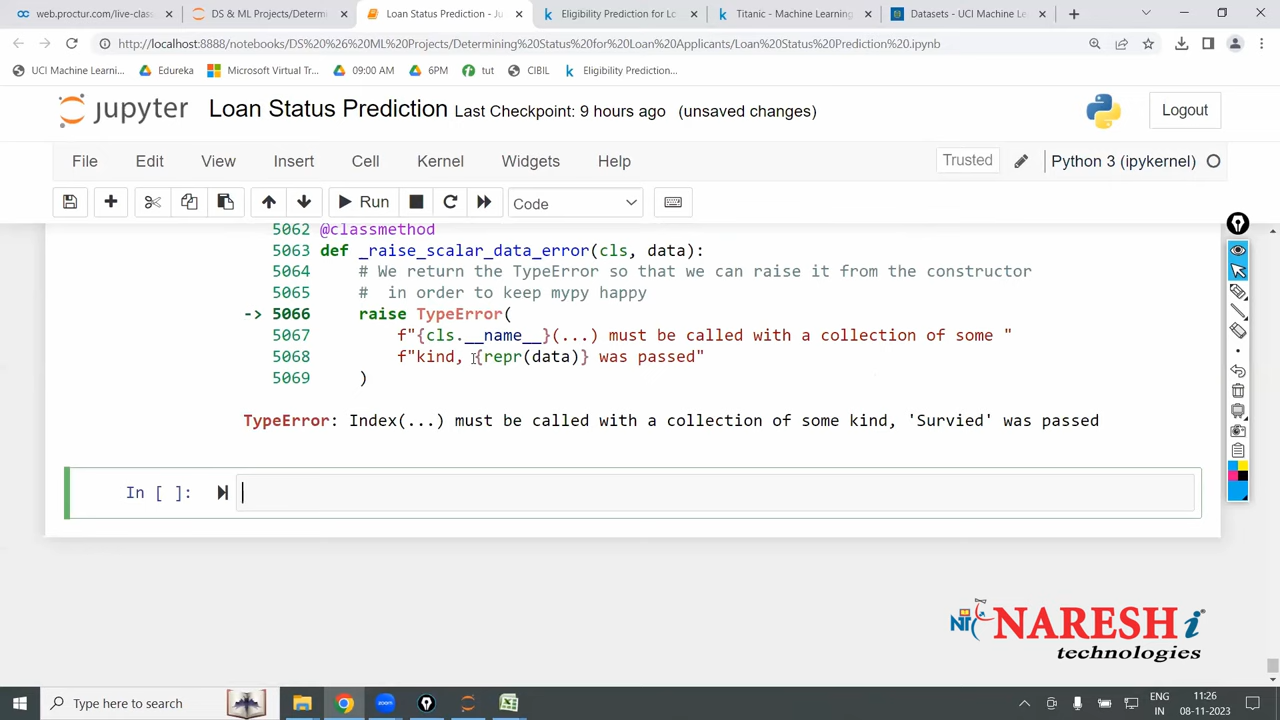 web.proctur.com/live-class
DS & ML Projects/Determi
Loan Status Prediction - Ju
Eligibility Prediction for Lo
Titanic - Machine Learning
Datasets - UCI Machine Le
http://localhost:8888/notebooks/DS%20%26%20ML%20Projects/Determining%20Status%20for%20Loan%20Applicants/Loan%20Status%20Prediction%20.ipynb
UCI Machine Learni...
Edureka
Microsoft Virtual Tr...
09:00 AM
6PM
tut
CIBIL
Eligibility Prediction...
jupyter
Loan Status Prediction Last Checkpoint: 9 hours ago (unsaved changes)
Logout
File Edit View Insert Cell Kernel Widgets Help
Trusted
Python 3 (ipykernel)
Run
Code
5062 @classmethod
5063 def _raise_scalar_data_error(cls, data):
5064 # We return the TypeError so that we can raise it from the constructor
5065 # in order to keep mypy happy
-> 5066 raise TypeError(
5067 f"{cls.__name__}(...) must be called with a collection of some "
5068 f"kind, {repr(data)} was passed"
5069 )
TypeError: Index(...) must be called with a collection of some kind, 'Survied' was passed
In [ ]:
NARESH i
technologies
Type here to search
zoom
ENG
IN
11:26
08-11-2023